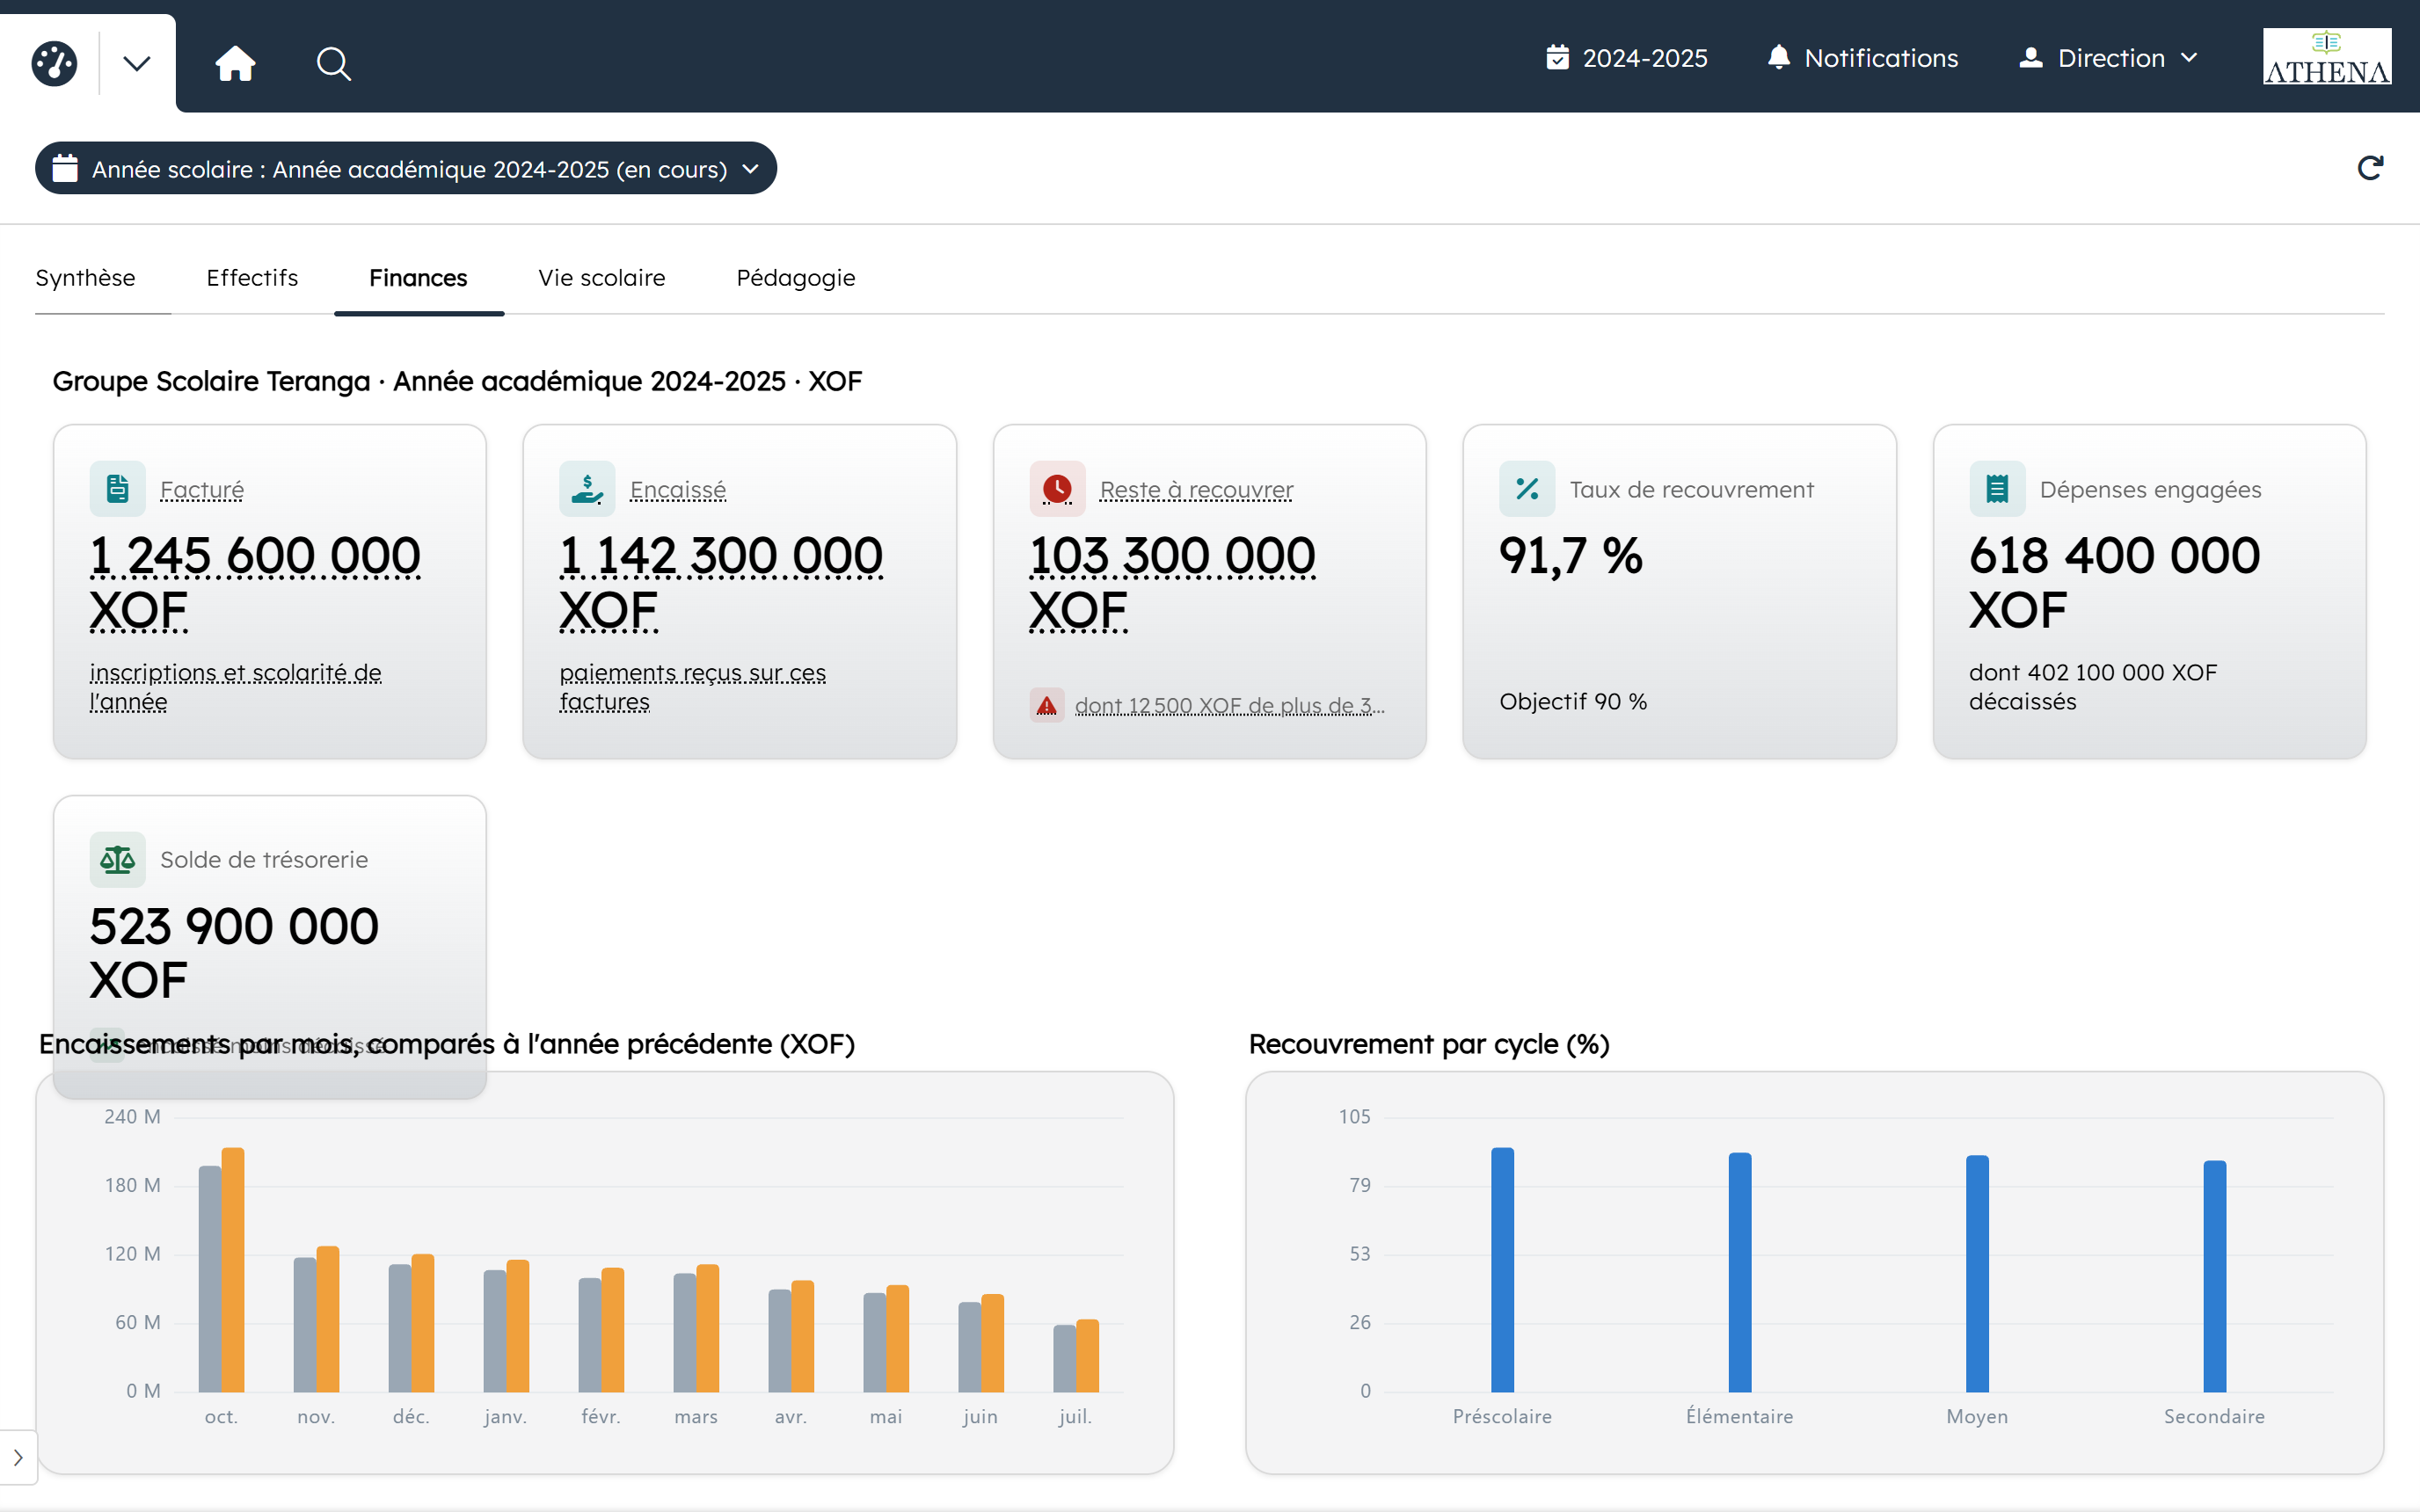 2024-2025
Notifications
Direction
ATHENA
Année scolaire : Année académique 2024-2025 (en cours)
Synthèse
Effectifs
Finances
Vie scolaire
Pédagogie
Groupe Scolaire Teranga · Année académique 2024-2025 · XOF
Facturé
1 245 600 000
XOF
inscriptions et scolarité de
l'année
Encaissé
1 142 300 000
XOF
paiements reçus sur ces
factures
Reste à recouvrer
103 300 000
XOF
dont 12 500 XOF de plus de 3...
Taux de recouvrement
91,7 %
Objectif 90 %
Dépenses engagées
618 400 000
XOF
dont 402 100 000 XOF
décaissés
Solde de trésorerie
523 900 000
XOF
encaissé moins décaissé
Encaissements par mois, comparés à l'année précédente (XOF)
240 M
180 M
120 M
60 M
0 M
oct.
nov.
déc.
janv.
févr.
mars
avr.
mai
juin
juil.
Recouvrement par cycle (%)
105
79
53
26
0
Préscolaire
Élémentaire
Moyen
Secondaire